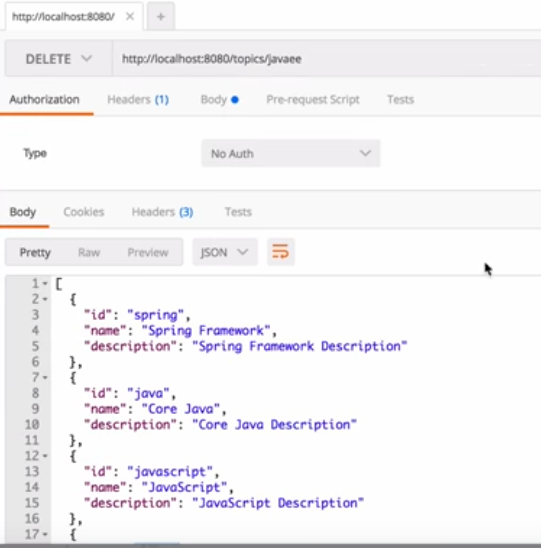 http://localhost:8080/
DELETE http://localhost:8080/topics/javaee
Authorization Headers (1) Body Pre-request Script Tests
Type No Auth
Body Cookies Headers (3) Tests
Pretty Raw Preview JSON
1 [
2 {
3 "id": "spring",
4 "name": "Spring Framework",
5 "description": "Spring Framework Description"
6 },
7 {
8 "id": "java",
9 "name": "Core Java",
10 "description": "Core Java Description"
11 },
12 {
13 "id": "javascript",
14 "name": "JavaScript",
15 "description": "JavaScript Description"
16 },
17 {